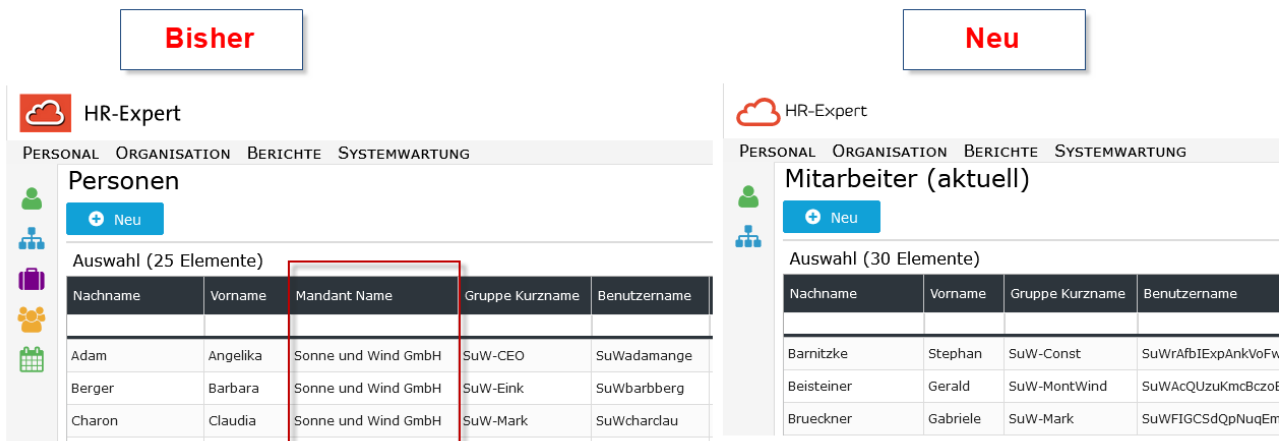 Bisher
HR-Expert
PERSONAL ORGANISATION BERICHTE SYSTEMWARTUNG
Personen
Neu
Auswahl (25 Elemente)
Nachname Vorname Mandant Name Gruppe Kurzname Benutzername
Adam Angelika Sonne und Wind GmbH SuW-CEO SuWadamange
Berger Barbara Sonne und Wind GmbH SuW-Eink SuWbarbberg
Charon Claudia Sonne und Wind GmbH SuW-Mark SuWcharclau
Neu
HR-Expert
PERSONAL ORGANISATION BERICHTE SYSTEMWARTUNG
Mitarbeiter (aktuell)
Neu
Auswahl (30 Elemente)
Nachname Vorname Gruppe Kurzname Benutzername
Barnitzke Stephan SuW-Const
Beisteiner Gerald SuW-MontWind
Brueckner Gabriele SuW-Mark